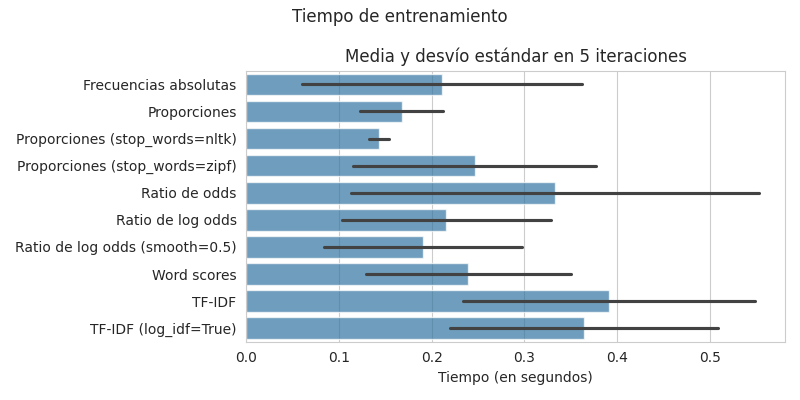 Tiempo de entrenamiento
Media y desvío estándar en 5 iteraciones
Frecuencias absolutas
Proporciones
Proporciones (stop_words=nltk)
Proporciones (stop_words=zipf)
Ratio de odds
Ratio de log odds
Ratio de log odds (smooth=0.5)
Word scores
TF-IDF
TF-IDF (log_idf=True)
0.0 0.1 0.2 0.3 0.4 0.5
Tiempo (en segundos)